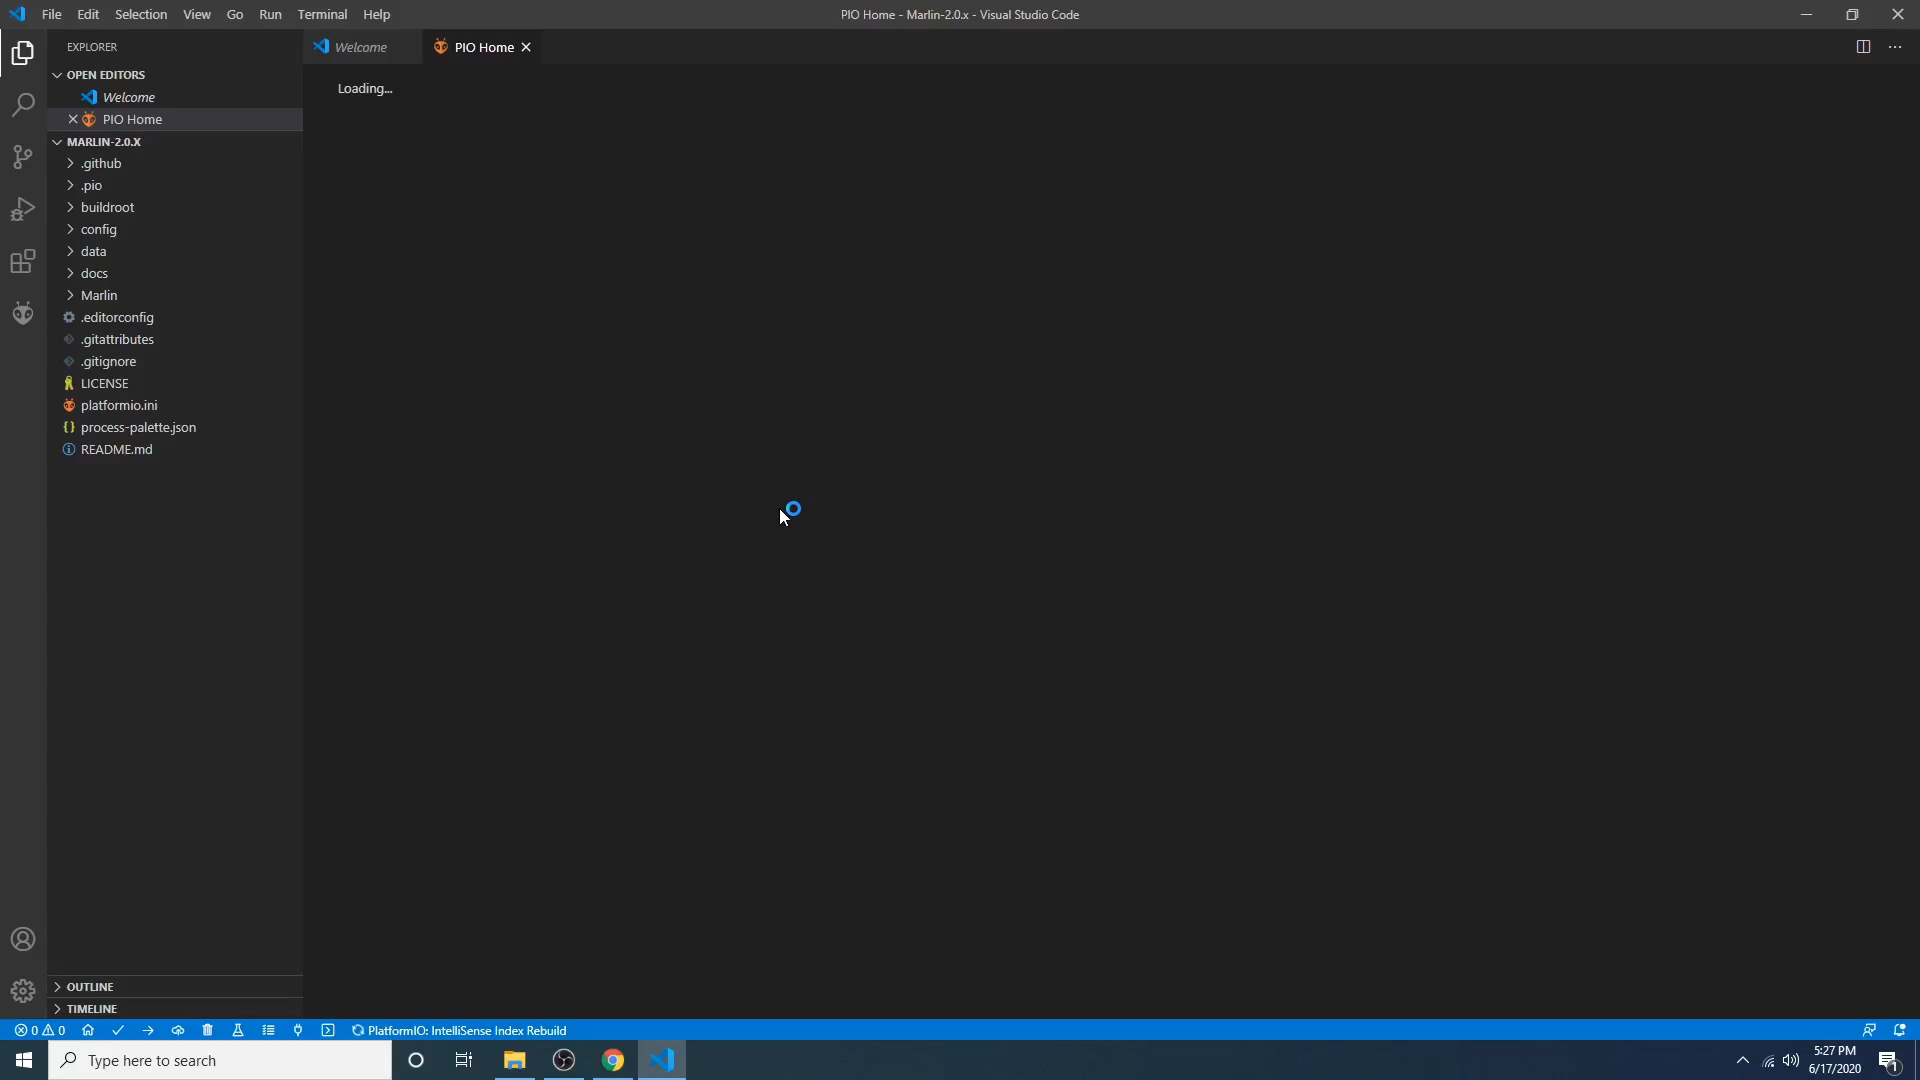 File Edit Selection View Go Run Terminal Help
PIO Home - Marlin-2.0.x - Visual Studio Code
EXPLORER
Welcome
PIO Home
OPEN EDITORS
Welcome
PIO Home
Loading...
MARLIN-2.0.X
.github
.pio
buildroot
config
data
docs
Marlin
.editorconfig
.gitattributes
.gitignore
LICENSE
platformio.ini
process-palette.json
README.md
OUTLINE
TIMELINE
0 0 PlatformIO: IntelliSense Index Rebuild
Type here to search
5:27 PM
6/17/2020
1